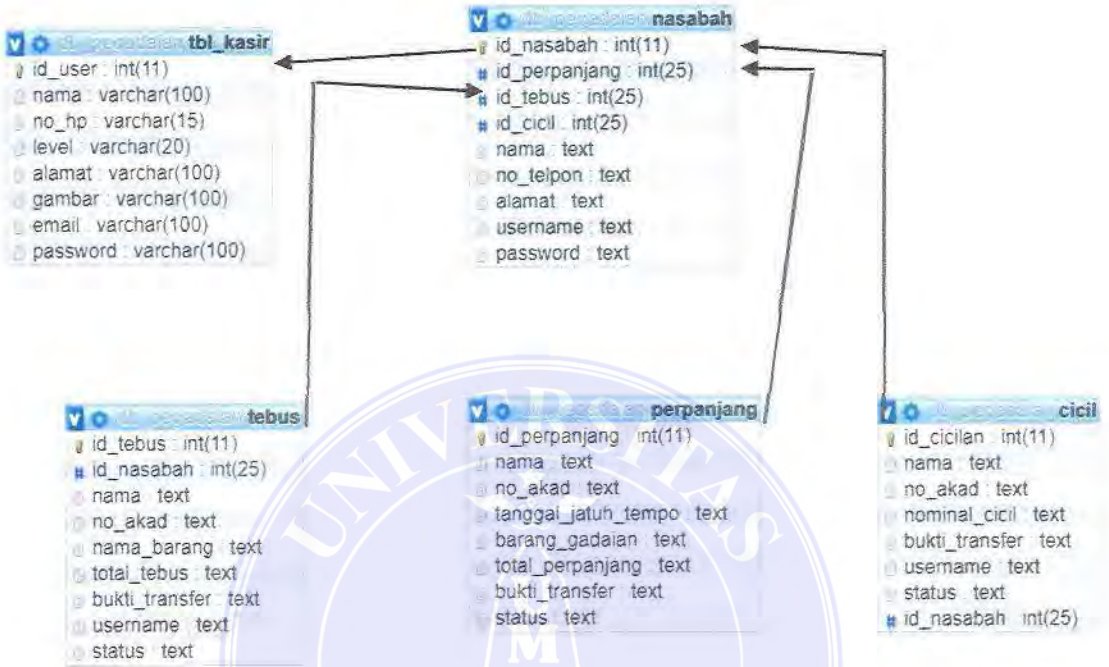 db_pegadaian tbl_kasir
id_user : int(11)
nama : varchar(100)
no_hp : varchar(15)
level : varchar(20)
alamat : varchar(100)
gambar : varchar(100)
email : varchar(100)
password : varchar(100)
db_pegadaian nasabah
id_nasabah : int(11)
id_perpanjang : int(25)
id_tebus : int(25)
id_cicil : int(25)
nama : text
no_telpon : text
alamat : text
username : text
password : text
tebus
id_tebus : int(11)
id_nasabah : int(25)
nama : text
no_akad : text
nama_barang : text
total_tebus : text
bukti_transfer : text
username : text
status : text
perpanjang
id_perpanjang : int(11)
nama : text
no_akad : text
tanggal_jatuh_tempo : text
barang_gadaian : text
total_perpanjang : text
bukti_transfer : text
status : text
cicil
id_cicilan : int(11)
nama : text
no_akad : text
nominal_cicil : text
bukti_transfer : text
username : text
status : text
id_nasabah : int(25)
UNIVERSITAS
M